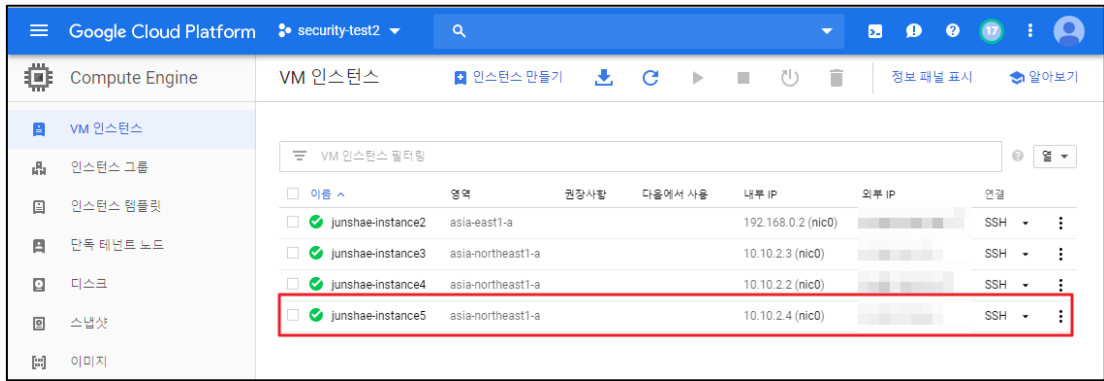 Google Cloud Platform security-test2 17
Compute Engine VM 인스턴스 인스턴스 만들기 정보 패널 표시 알아보기
VM 인스턴스
인스턴스 그룹
인스턴스 템플릿
단독 테넌트 노드
디스크
스냅샷
이미지
VM 인스턴스 필터링 열
이름 영역 권장사항 다음에서 사용 내부 IP 외부 IP 연결
junshae-instance2 asia-east1-a 192.168.0.2 (nic0) SSH
junshae-instance3 asia-northeast1-a 10.10.2.3 (nic0) SSH
junshae-instance4 asia-northeast1-a 10.10.2.2 (nic0) SSH
junshae-instance5 asia-northeast1-a 10.10.2.4 (nic0) SSH